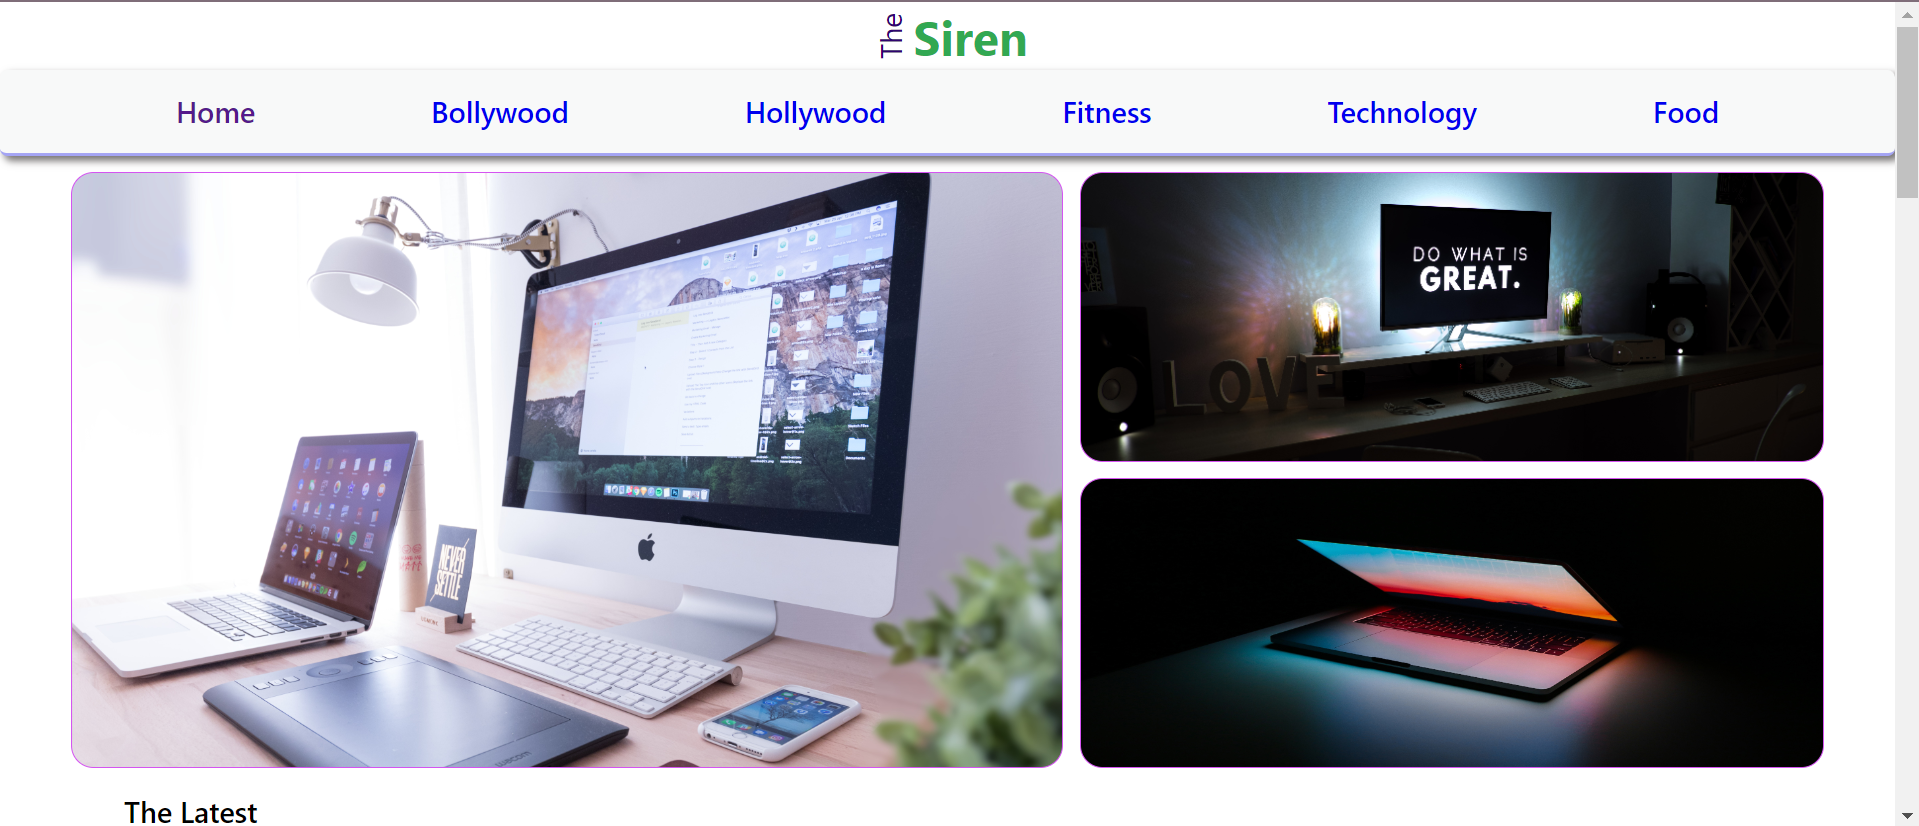 The Siren
Home Bollywood Hollywood Fitness Technology Food
DO WHAT IS
GREAT.
LOVE
NEVER
SETTLE
The Latest